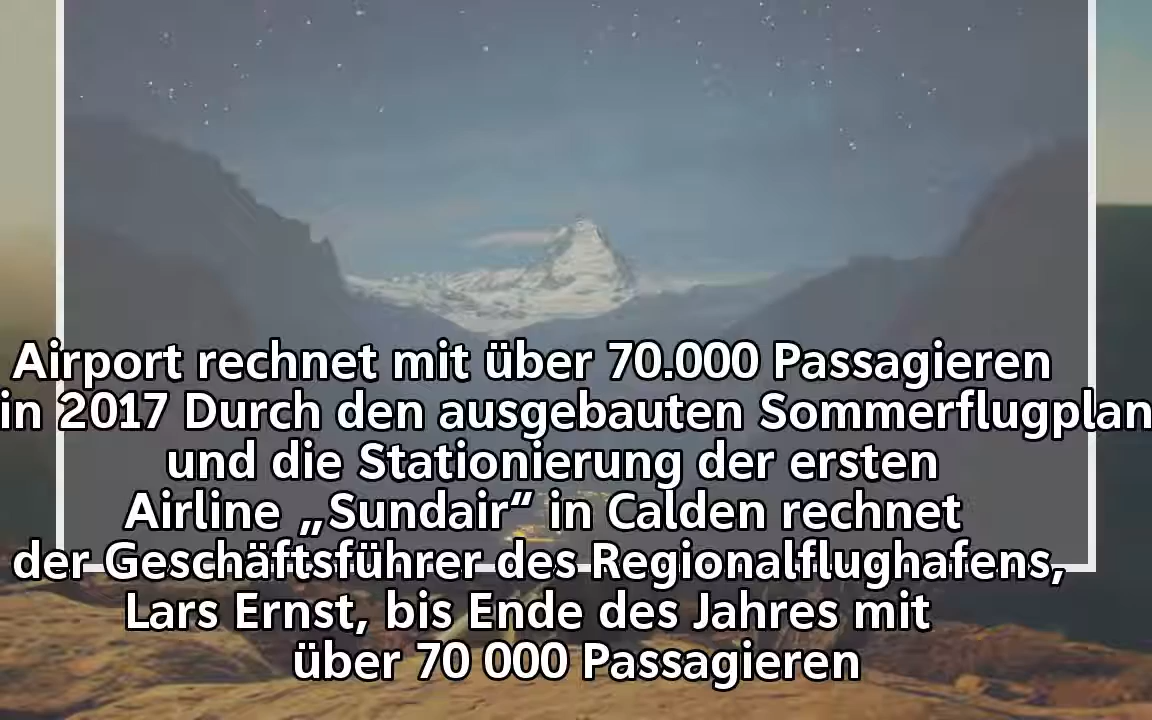 Airport rechnet mit über 70.000 Passagieren
in 2017 Durch den ausgebauten Sommerflugplan
und die Stationierung der ersten
Airline „Sundair“ in Calden rechnet
der Geschäftsführer des Regionalflughafens,
Lars Ernst, bis Ende des Jahres mit
über 70 000 Passagieren